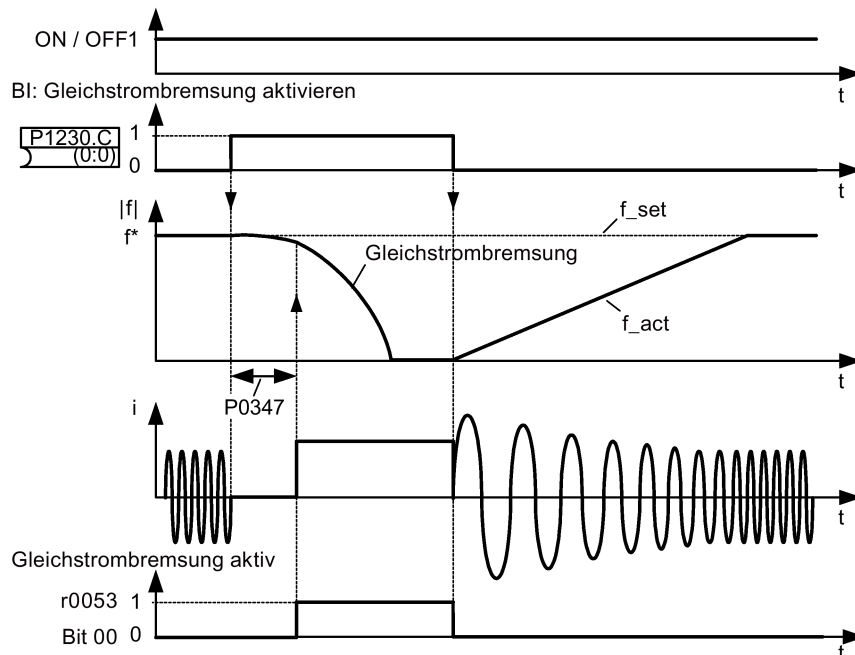 ON / OFF1
t
BI: Gleichstrombremsung aktivieren
P1230.C
(0:0)
1
0
t
|f|
f*
f_set
Gleichstrombremsung
f_act
t
P0347
i
t
Gleichstrombremsung aktiv
r0053 1
Bit 00 0
t